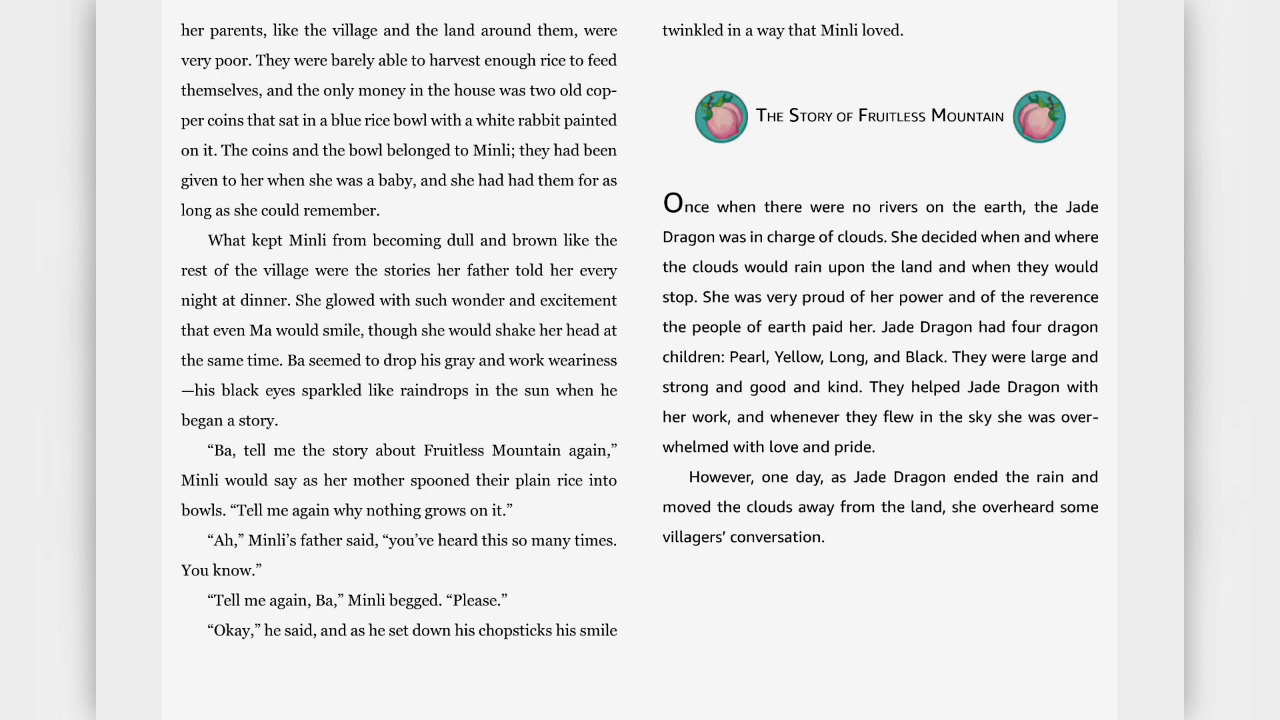 her parents, like the village and the land around them, were
very poor. They were barely able to harvest enough rice to feed
themselves, and the only money in the house was two old cop-
per coins that sat in a blue rice bowl with a white rabbit painted
on it. The coins and the bowl belonged to Minli; they had been
given to her when she was a baby, and she had had them for as
long as she could remember.
What kept Minli from becoming dull and brown like the
rest of the village were the stories her father told her every
night at dinner. She glowed with such wonder and excitement
that even Ma would smile, though she would shake her head at
the same time. Ba seemed to drop his gray and work weariness
—his black eyes sparkled like raindrops in the sun when he
began a story.
“Ba, tell me the story about Fruitless Mountain again,”
Minli would say as her mother spooned their plain rice into
bowls. “Tell me again why nothing grows on it.”
“Ah,” Minli’s father said, “you’ve heard this so many times.
You know.”
“Tell me again, Ba,” Minli begged. “Please.”
“Okay,” he said, and as he set down his chopsticks his smile
twinkled in a way that Minli loved.
The Story of Fruitless Mountain
Once when there were no rivers on the earth, the Jade
Dragon was in charge of clouds. She decided when and where
the clouds would rain upon the land and when they would
stop. She was very proud of her power and of the reverence
the people of earth paid her. Jade Dragon had four dragon
children: Pearl, Yellow, Long, and Black. They were large and
strong and good and kind. They helped Jade Dragon with
her work, and whenever they flew in the sky she was over-
whelmed with love and pride.
However, one day, as Jade Dragon ended the rain and
moved the clouds away from the land, she overheard some
villagers’ conversation.